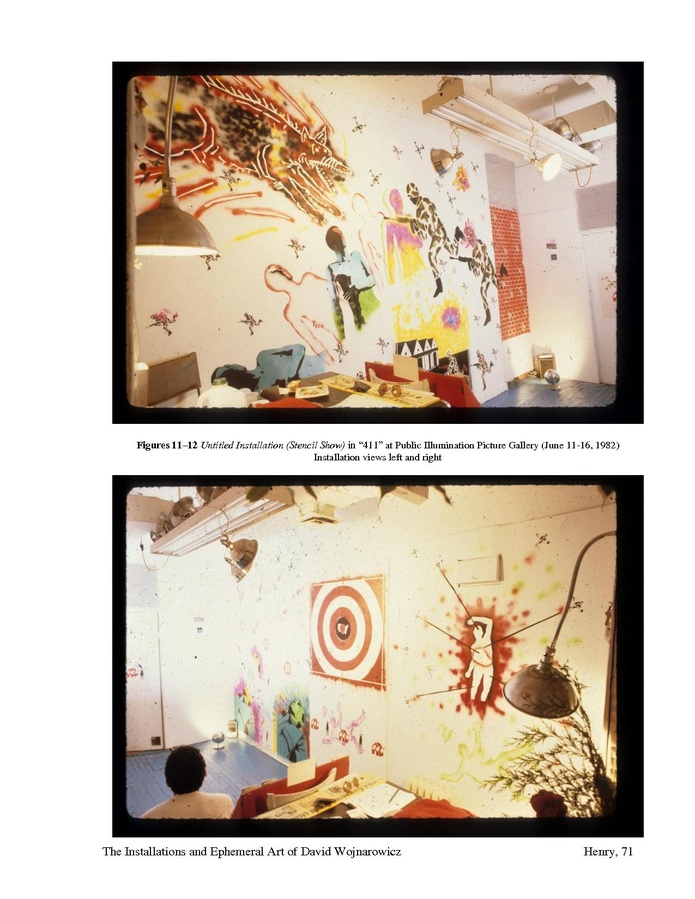 Figures 11–12 Untitled Installation (Stencil Show) in “411” at Public Illumination Picture Gallery (June 11-16, 1982)
Installation views left and right
The Installations and Ephemeral Art of David Wojnarowicz
Henry, 71